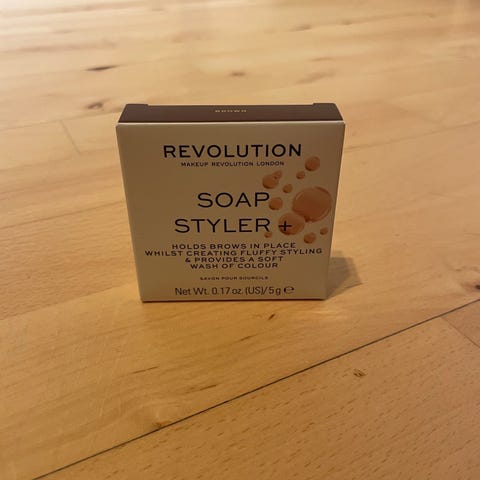 BROWN
REVOLUTION
MAKEUP REVOLUTION LONDON
SOAP
STYLER +
HOLDS BROWS IN PLACE
WHILST CREATING FLUFFY STYLING
& PROVIDES A SOFT
WASH OF COLOUR
SAVON POUR SOURCILS
Net Wt. 0.17 oz. (US)/5g ℮